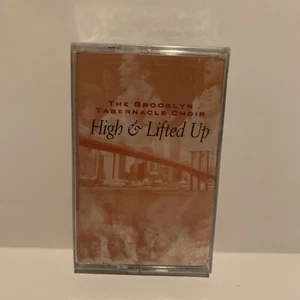 THE BROOKLYN
TABERNACLE CHOIR
High & Lifted Up